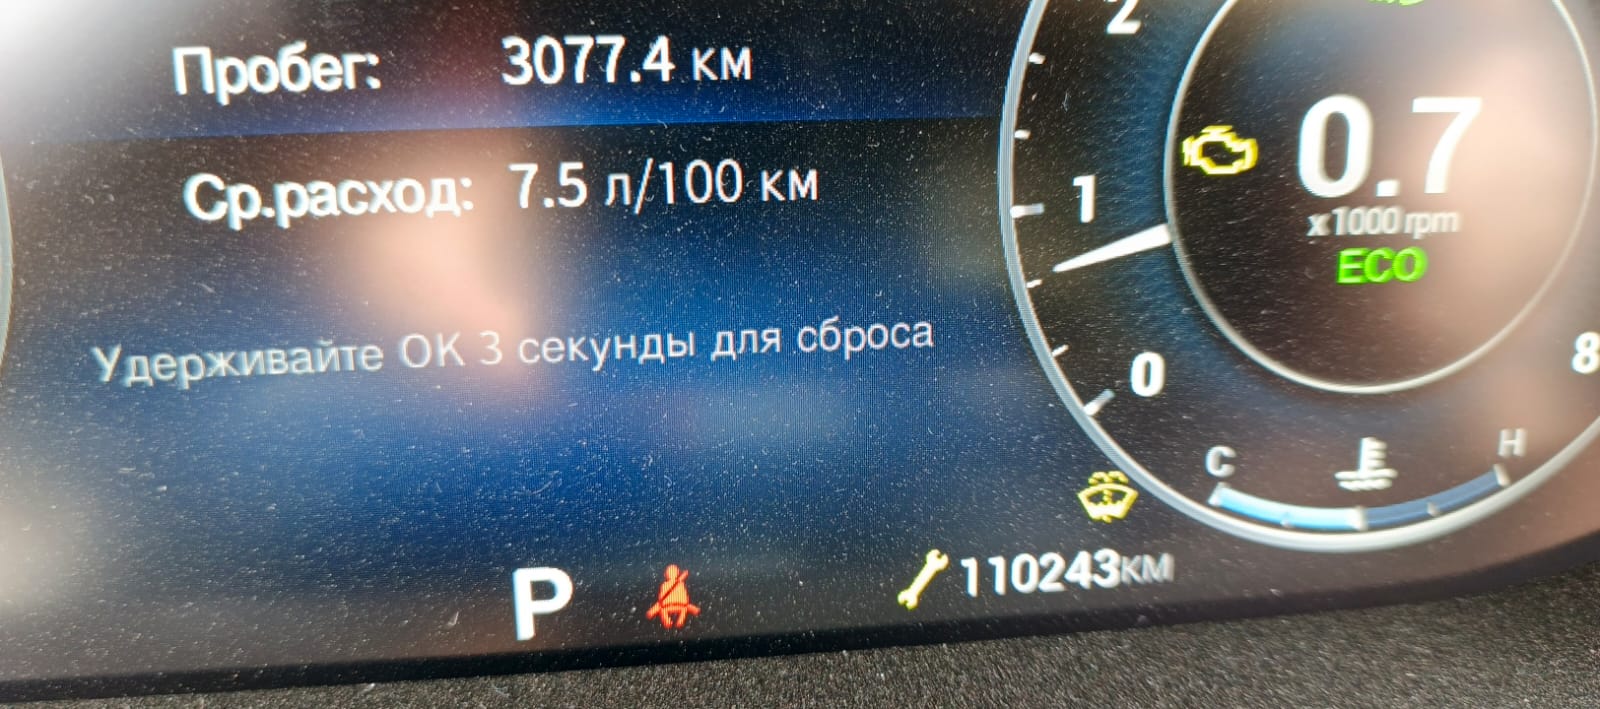 Пробег: 3077.4 км
Ср.расход: 7.5 л/100 км
Удерживайте ОК 3 секунды для сброса
2
1
0
8
0.7
x1000 rpm
ECO
C
H
P
110243км